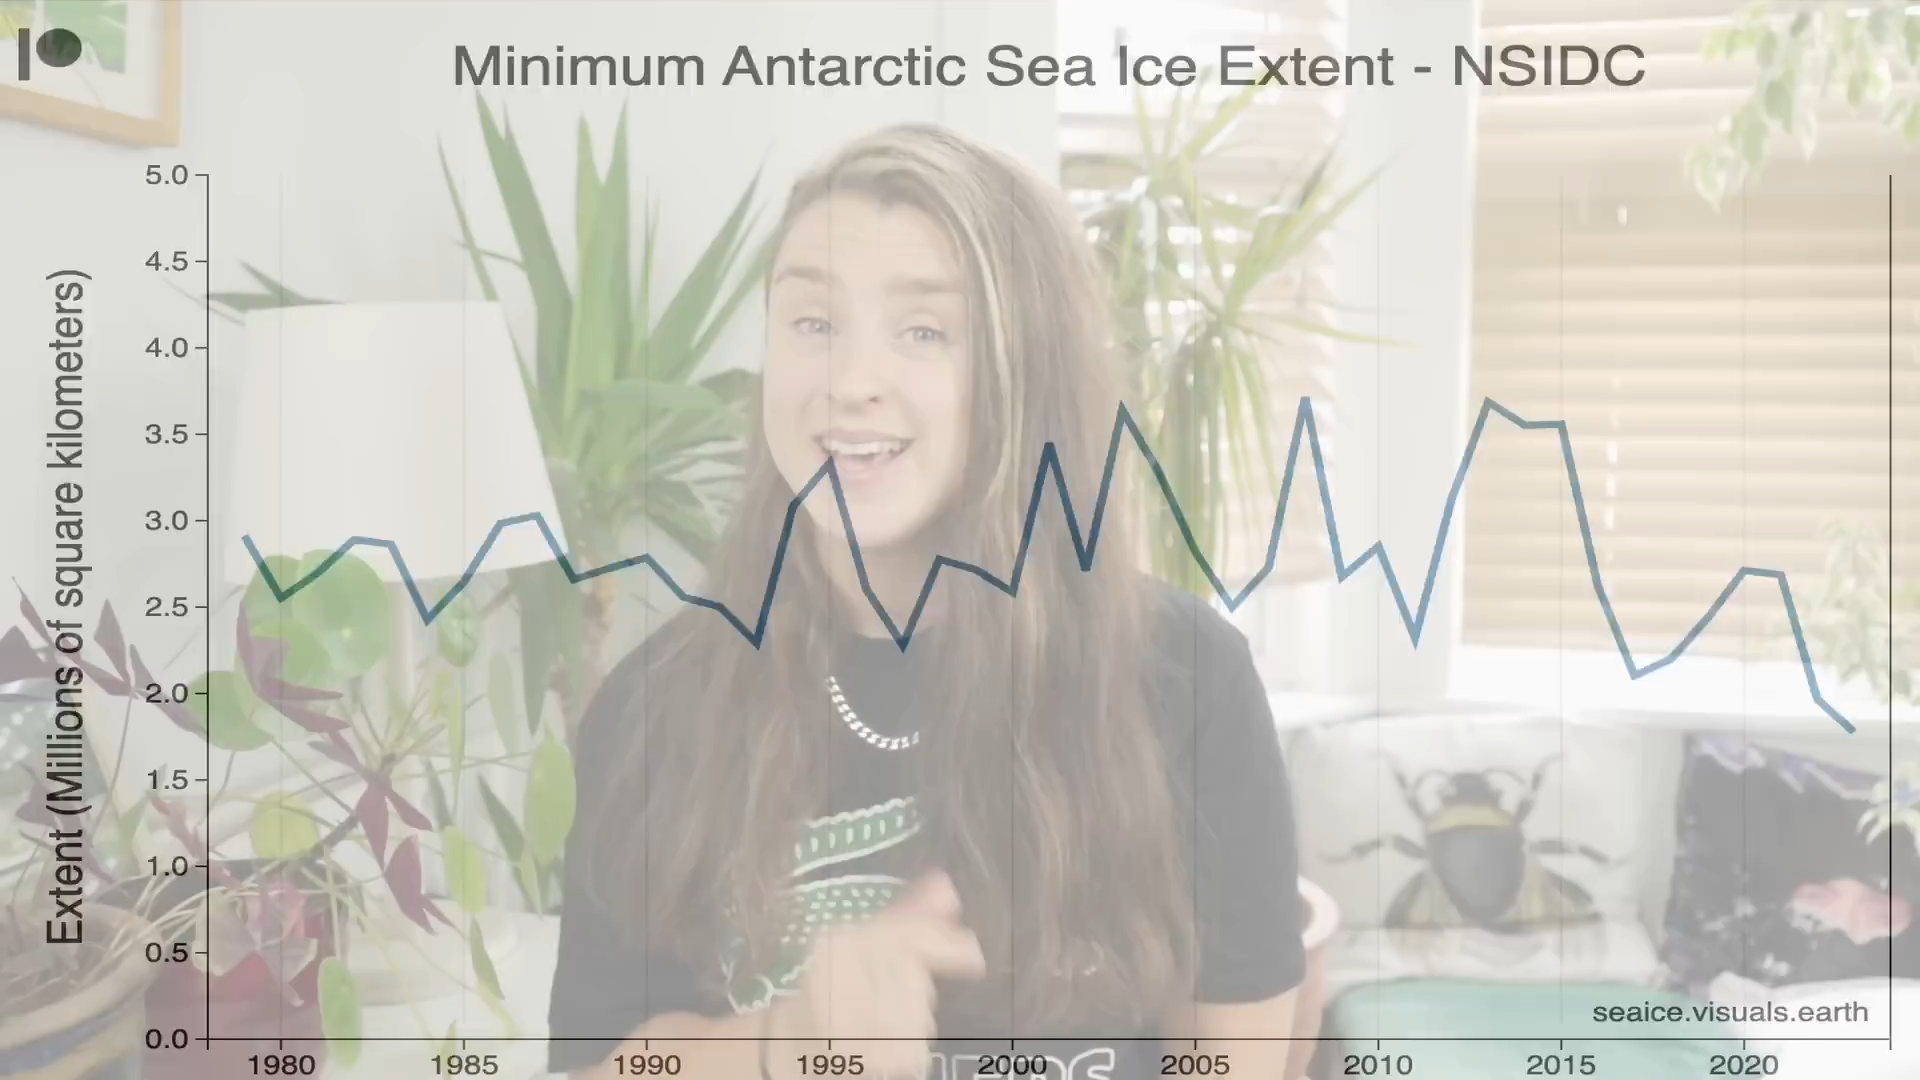 Minimum Antarctic Sea Ice Extent - NSIDC
Extent (Millions of square kilometers)
5.0
4.5
4.0
3.5
3.0
2.5
2.0
1.5
1.0
0.5
0.0
1980 1985 1990 1995 2000 2005 2010 2015 2020
seaice.visuals.earth